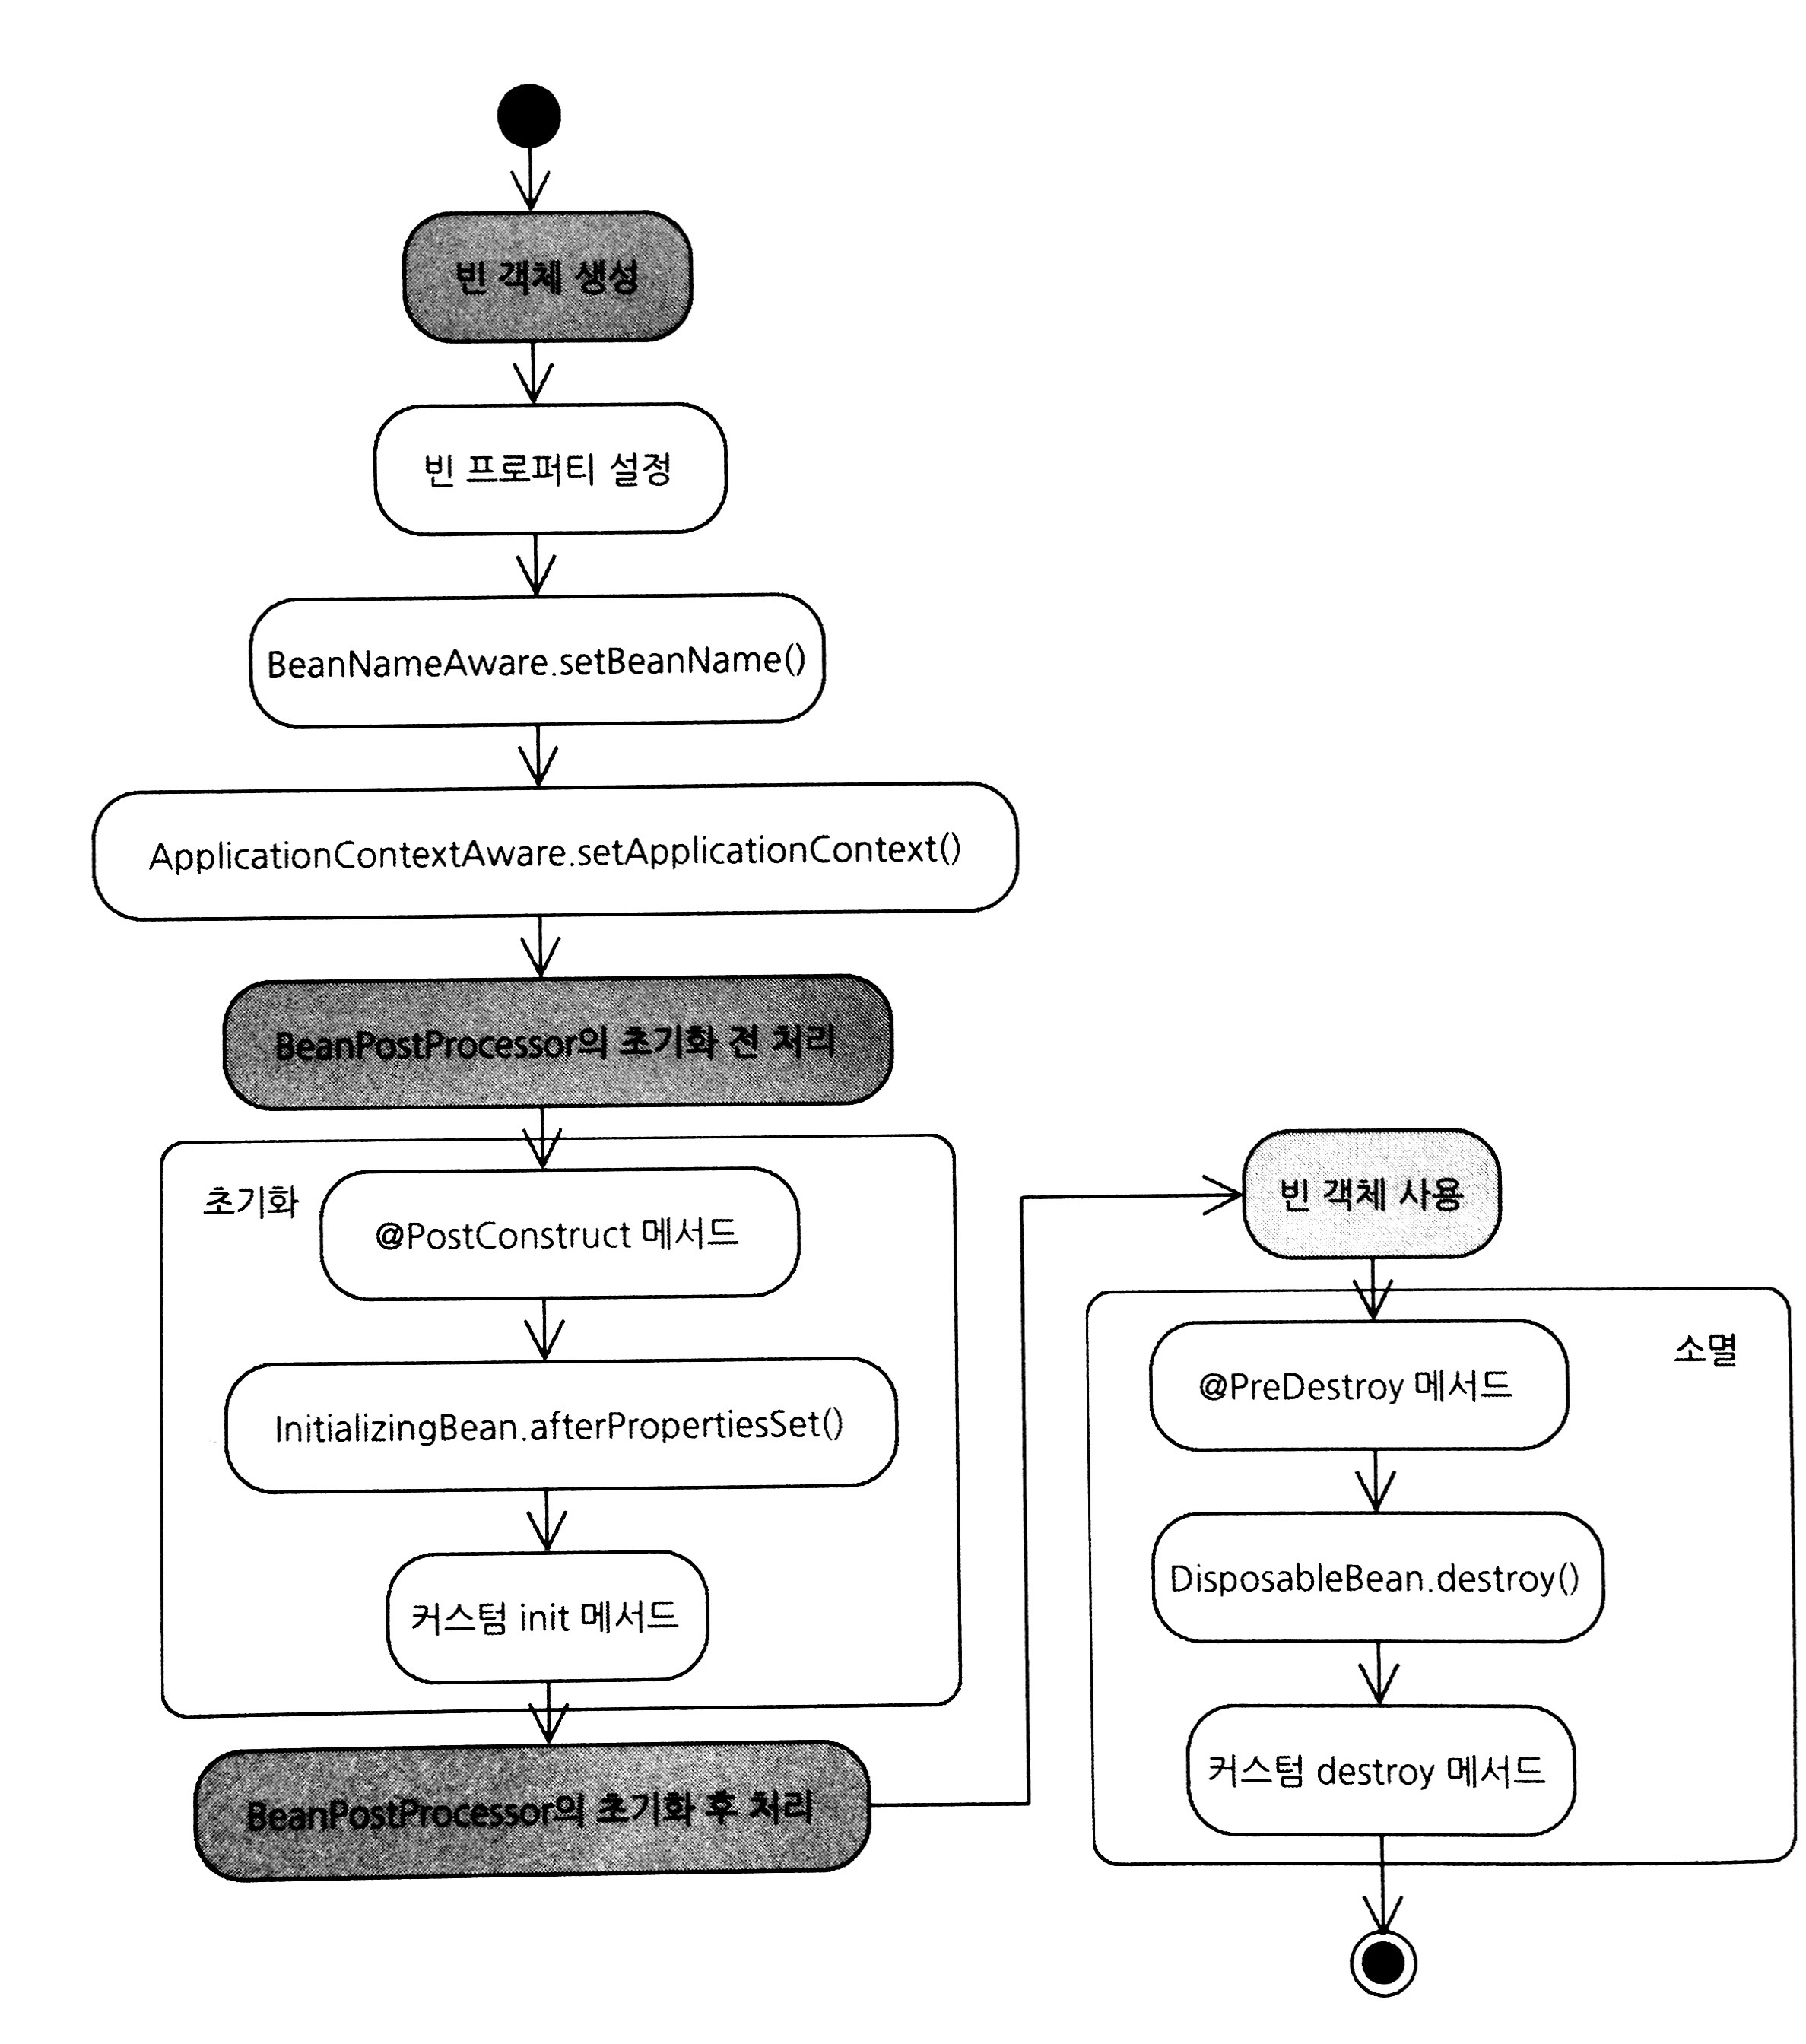 빈 객체 생성
빈 프로퍼티 설정
BeanNameAware.setBeanName()
ApplicationContextAware.setApplicationContext()
BeanPostProcessor의 초기화 전 처리
초기화
@PostConstruct 메서드
InitializingBean.afterPropertiesSet()
커스텀 init 메서드
BeanPostProcessor의 초기화 후 처리
빈 객체 사용
소멸
@PreDestroy 메서드
DisposableBean.destroy()
커스텀 destroy 메서드